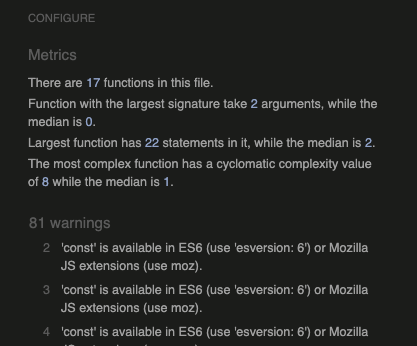 CONFIGURE
Metrics
There are 17 functions in this file.
Function with the largest signature take 2 arguments, while the
median is 0.
Largest function has 22 statements in it, while the median is 2.
The most complex function has a cyclomatic complexity value
of 8 while the median is 1.
81 warnings
2 'const' is available in ES6 (use 'esversion: 6') or Mozilla
JS extensions (use moz).
3 'const' is available in ES6 (use 'esversion: 6') or Mozilla
JS extensions (use moz).
4 'const' is available in ES6 (use 'esversion: 6') or Mozilla